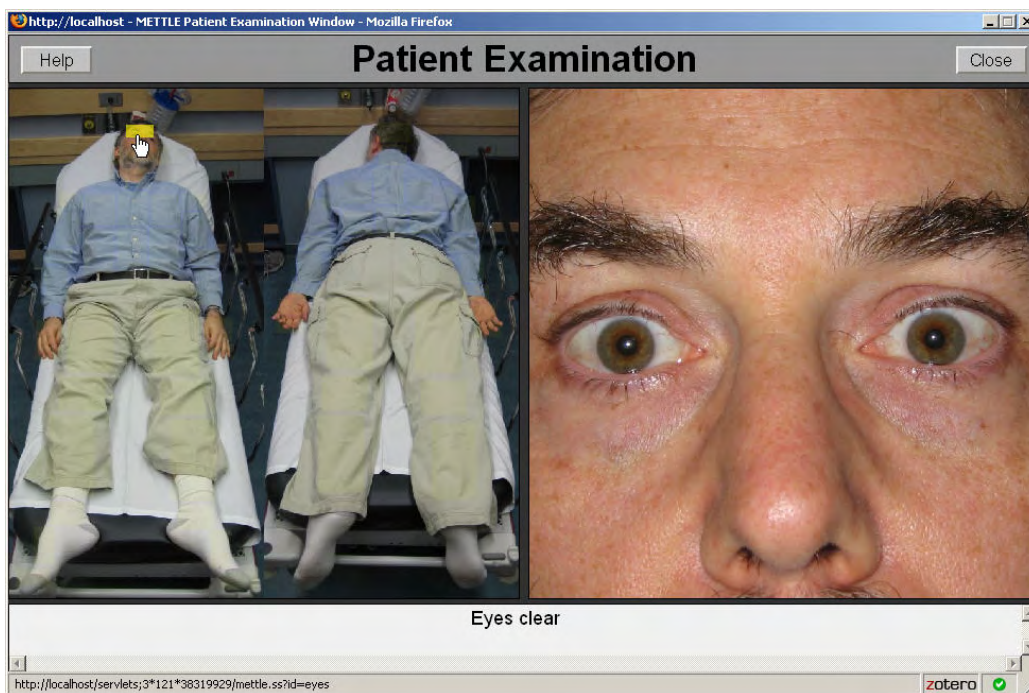 http://localhost - METTLE Patient Examination Window - Mozilla Firefox
Help
Patient Examination
Close
Eyes clear
http://localhost/servlets;3*121*38319929/mettle.ss?id=eyes
zotero